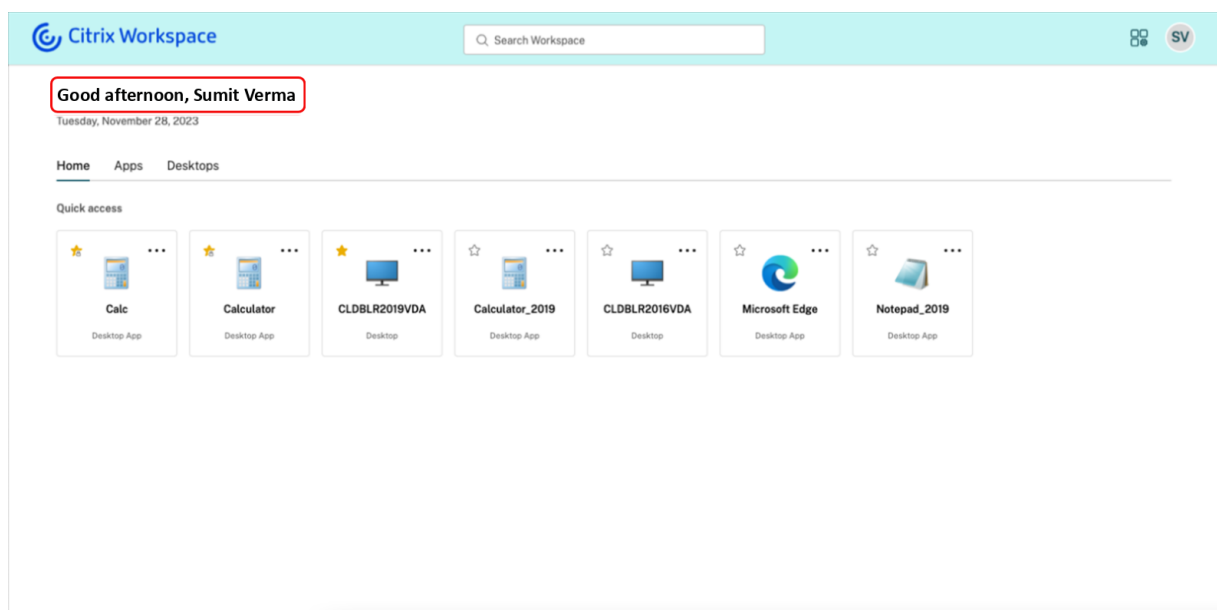 Citrix Workspace
Search Workspace
SV
Good afternoon, Sumit Verma
Tuesday, November 28, 2023
Home Apps Desktops
Quick access
Calc Calculator CLDBLR2019VDA Calculator_2019 CLDBLR2016VDA Microsoft Edge Notepad_2019
Desktop App Desktop App Desktop Desktop App Desktop Desktop App Desktop App